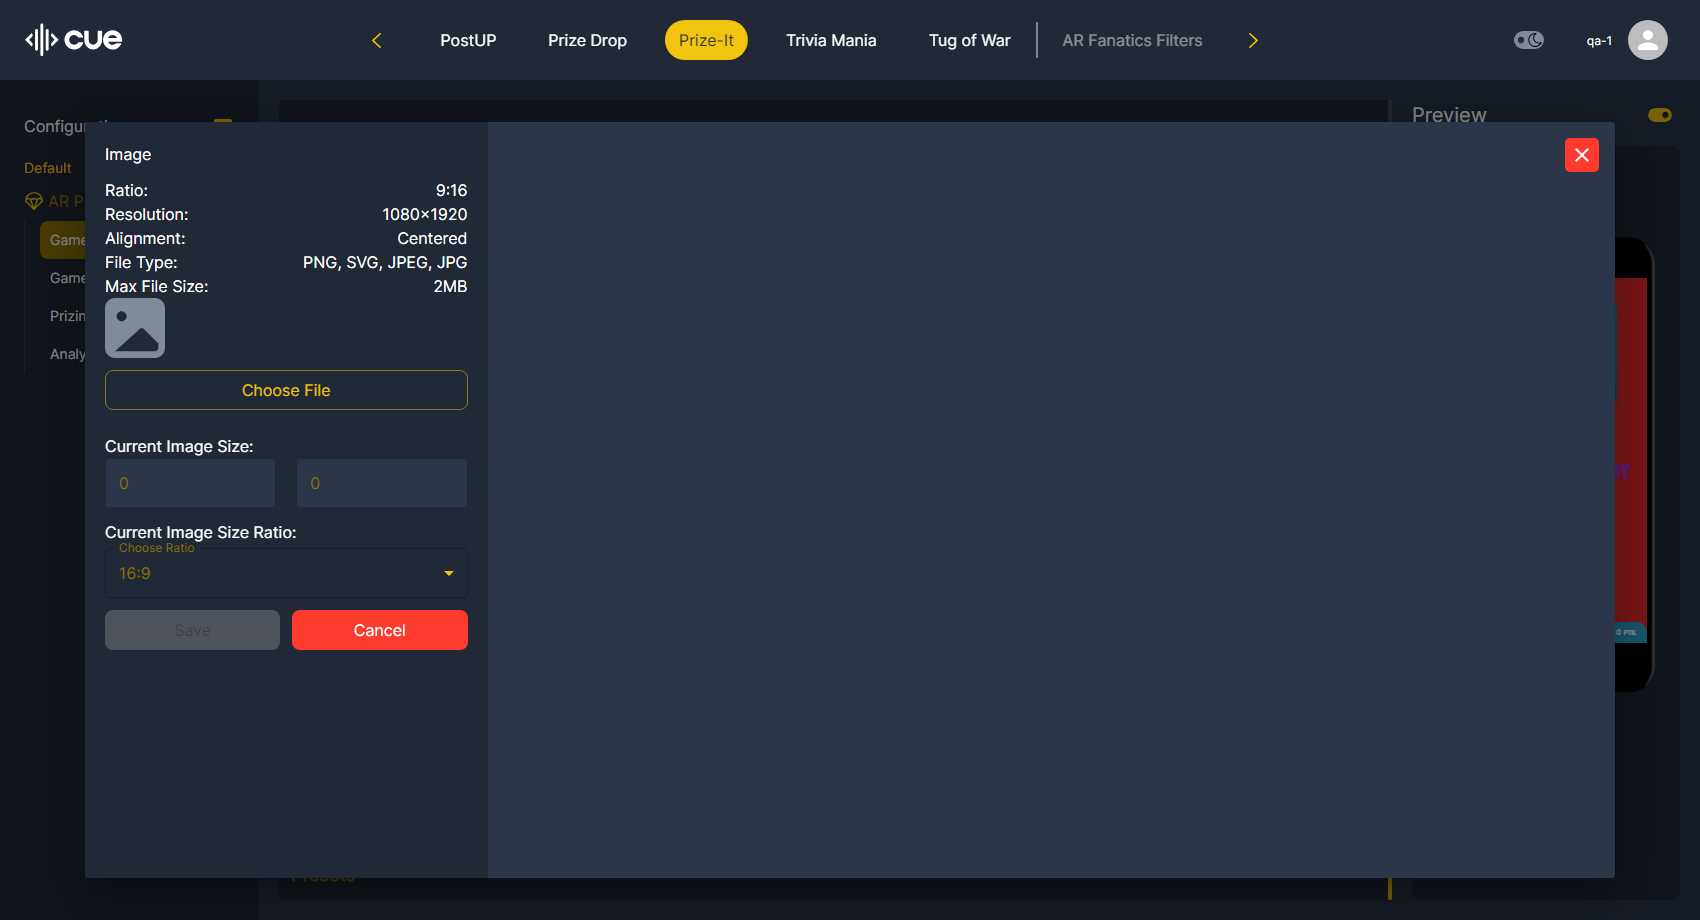 cue
PostUP
Prize Drop
Prize-It
Trivia Mania
Tug of War
AR Fanatics Filters
qa-1
Default
AR P
Game
Game
Prizin
Analy
Image
Ratio:
9:16
Resolution:
1080×1920
Alignment:
Centered
File Type:
PNG, SVG, JPEG, JPG
Max File Size:
2MB
Choose File
Current Image Size:
0
0
Current Image Size Ratio:
Choose Ratio
16:9
Save
Cancel
Preview
0 PTS.